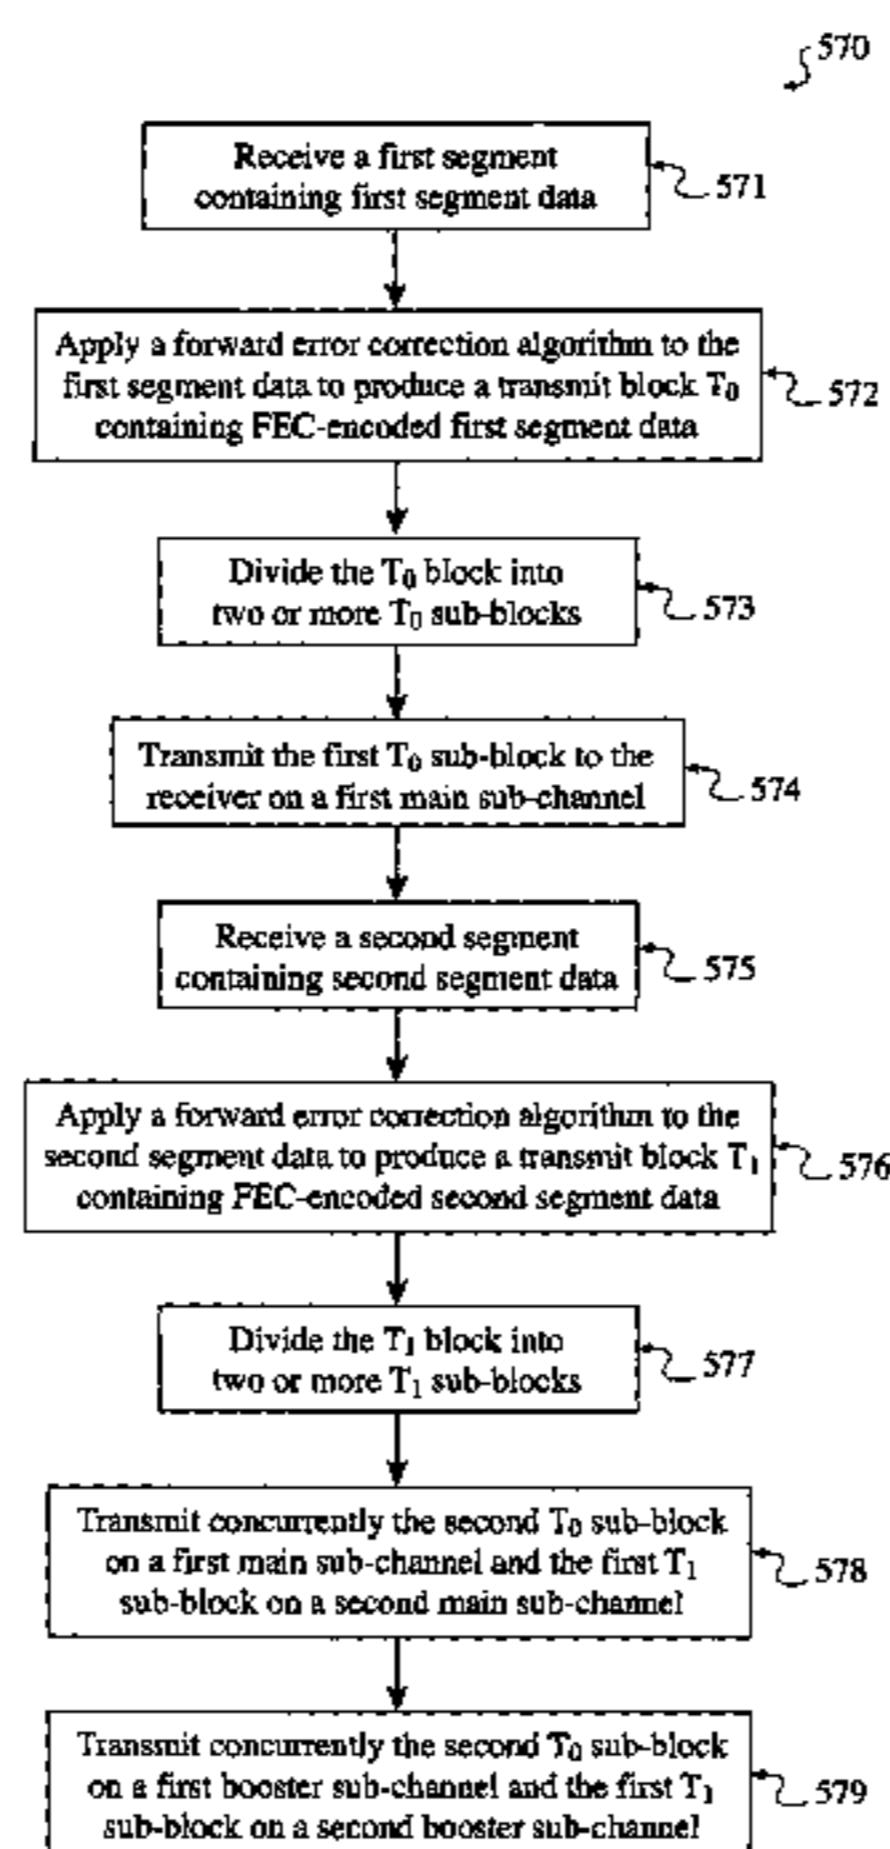 570
Receive a first segment
containing first segment data
571
Apply a forward error correction algorithm to the
first segment data to produce a transmit block T₀
containing FEC-encoded first segment data
572
Divide the T₀ block into
two or more T₀ sub-blocks
573
Transmit the first T₀ sub-block to the
receiver on a first main sub-channel
574
Receive a second segment
containing second segment data
575
Apply a forward error correction algorithm to the
second segment data to produce a transmit block T₁
containing FEC-encoded second segment data
576
Divide the T₁ block into
two or more T₁ sub-blocks
577
Transmit concurrently the second T₀ sub-block
on a first main sub-channel and the first T₁
sub-block on a second main sub-channel
578
Transmit concurrently the second T₀ sub-block
on a first booster sub-channel and the first T₁
sub-block on a second booster sub-channel
579